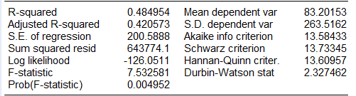 R-squared 0.484954 Mean dependent var 83.20153
Adjusted R-squared 0.420573 S.D. dependent var 263.5162
S.E. of regression 200.5888 Akaike info criterion 13.58433
Sum squared resid 643774.1 Schwarz criterion 13.73345
Log likelihood -126.0511 Hannan-Quinn criter. 13.60957
F-statistic 7.532581 Durbin-Watson stat 2.327462
Prob(F-statistic) 0.004952